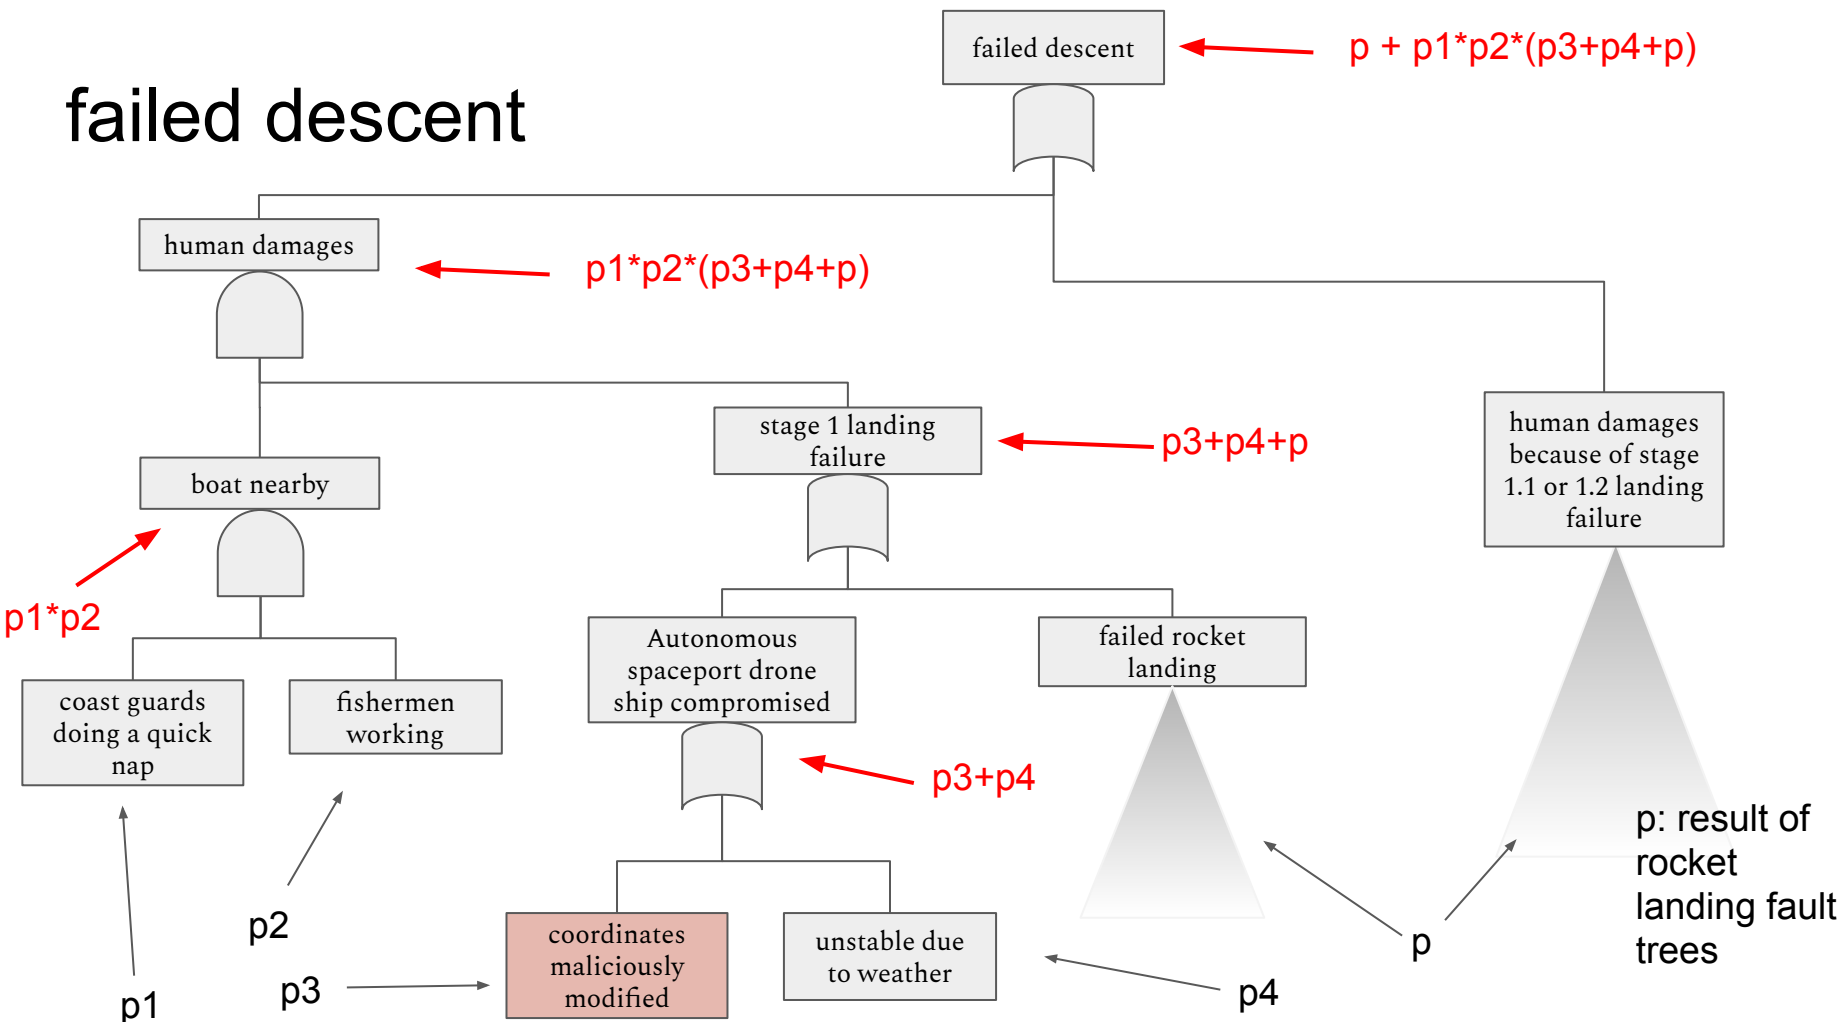 failed descent
p + p1*p2*(p3+p4+p)
failed descent
human damages
p1*p2*(p3+p4+p)
stage 1 landing
failure
p3+p4+p
human damages
because of stage
1.1 or 1.2 landing
failure
boat nearby
p1*p2
Autonomous
spaceport drone
ship compromised
failed rocket
landing
coast guards
doing a quick
nap
fishermen
working
p3+p4
p: result of
rocket
landing fault
trees
p2
coordinates
maliciously
modified
unstable due
to weather
p
p1
p3
p4